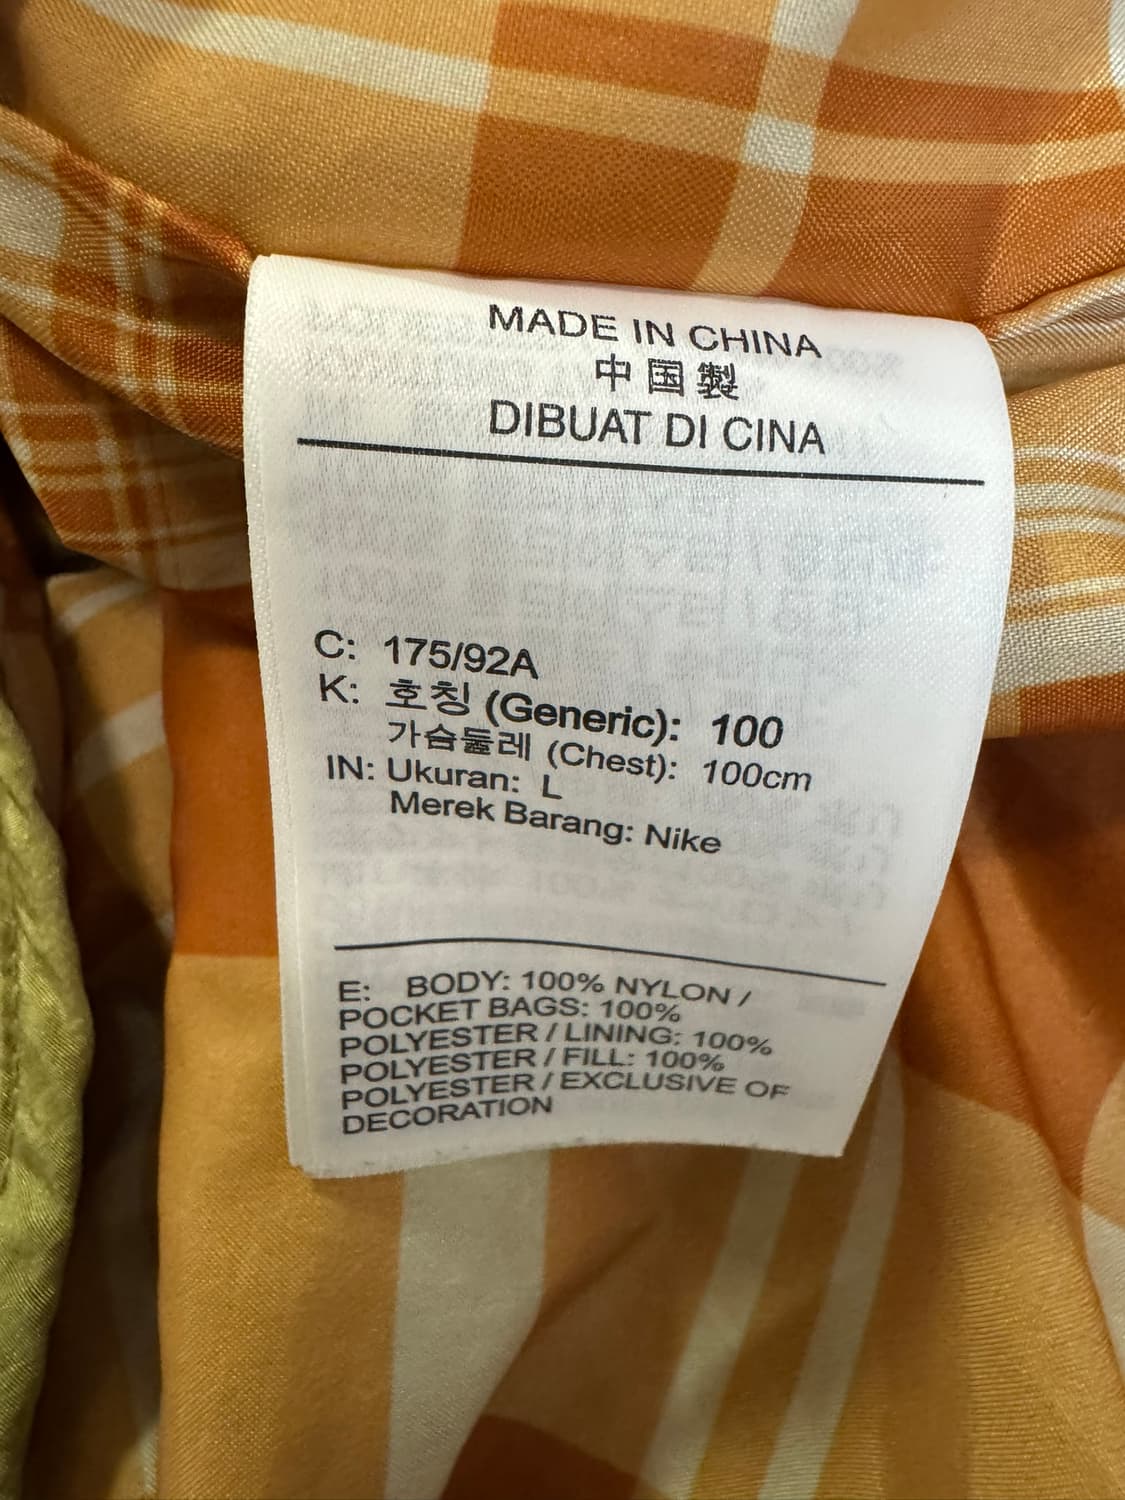 MADE IN CHINA
中国製
DIBUAT DI CINA
C: 175/92A
K: 호칭 (Generic): 100
가슴둘레 (Chest): 100cm
IN: Ukuran: L
Merek Barang: Nike
E: BODY: 100% NYLON /
POCKET BAGS: 100%
POLYESTER / LINING: 100%
POLYESTER / FILL: 100%
POLYESTER / EXCLUSIVE OF
DECORATION